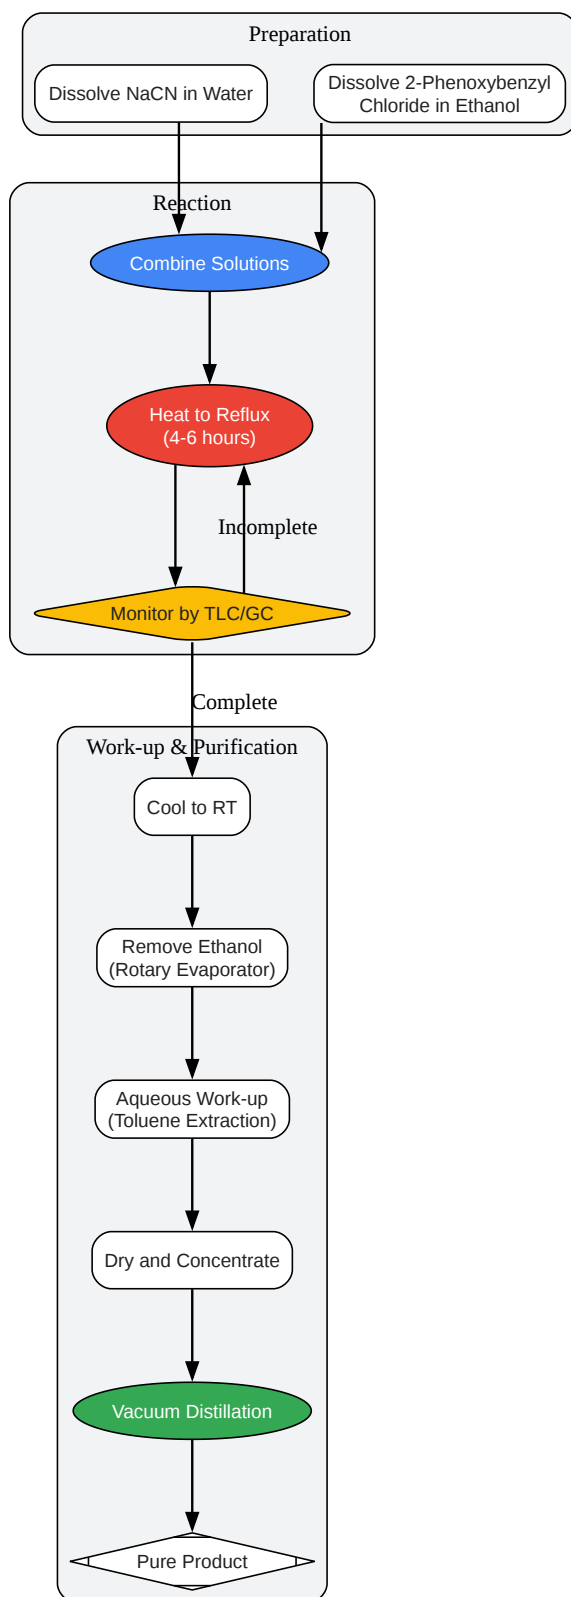 Preparation
Dissolve NaCN in Water
Dissolve 2-Phenoxybenzyl
Chloride in Ethanol
Reaction
Combine Solutions
Heat to Reflux
(4-6 hours)
Incomplete
Monitor by TLC/GC
Complete
Work-up & Purification
Cool to RT
Remove Ethanol
(Rotary Evaporator)
Aqueous Work-up
(Toluene Extraction)
Dry and Concentrate
Vacuum Distillation
Pure Product